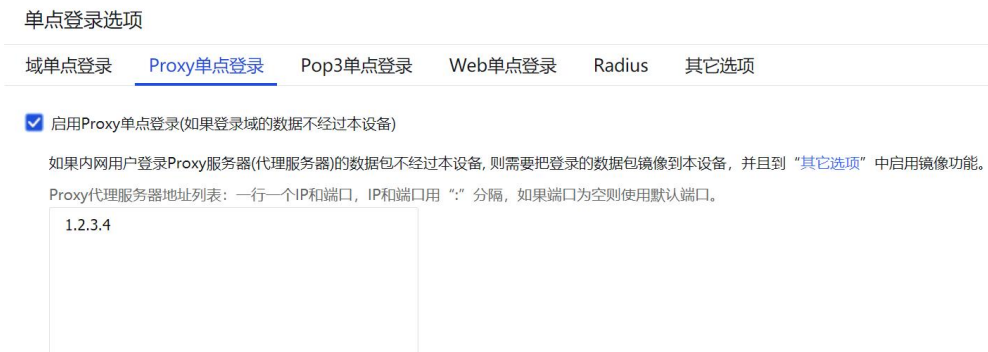 单点登录选项
域单点登录 Proxy单点登录 Pop3单点登录 Web单点登录 Radius 其它选项
启用Proxy单点登录(如果登录域的数据不经过本设备)
如果内网用户登录Proxy服务器(代理服务器)的数据包不经过本设备, 则需要把登录的数据包镜像到本设备，并且到“其它选项”中启用镜像功能。
Proxy代理服务器地址列表：一行一个IP和端口，IP和端口用“:”分隔，如果端口为空则使用默认端口。
1.2.3.4